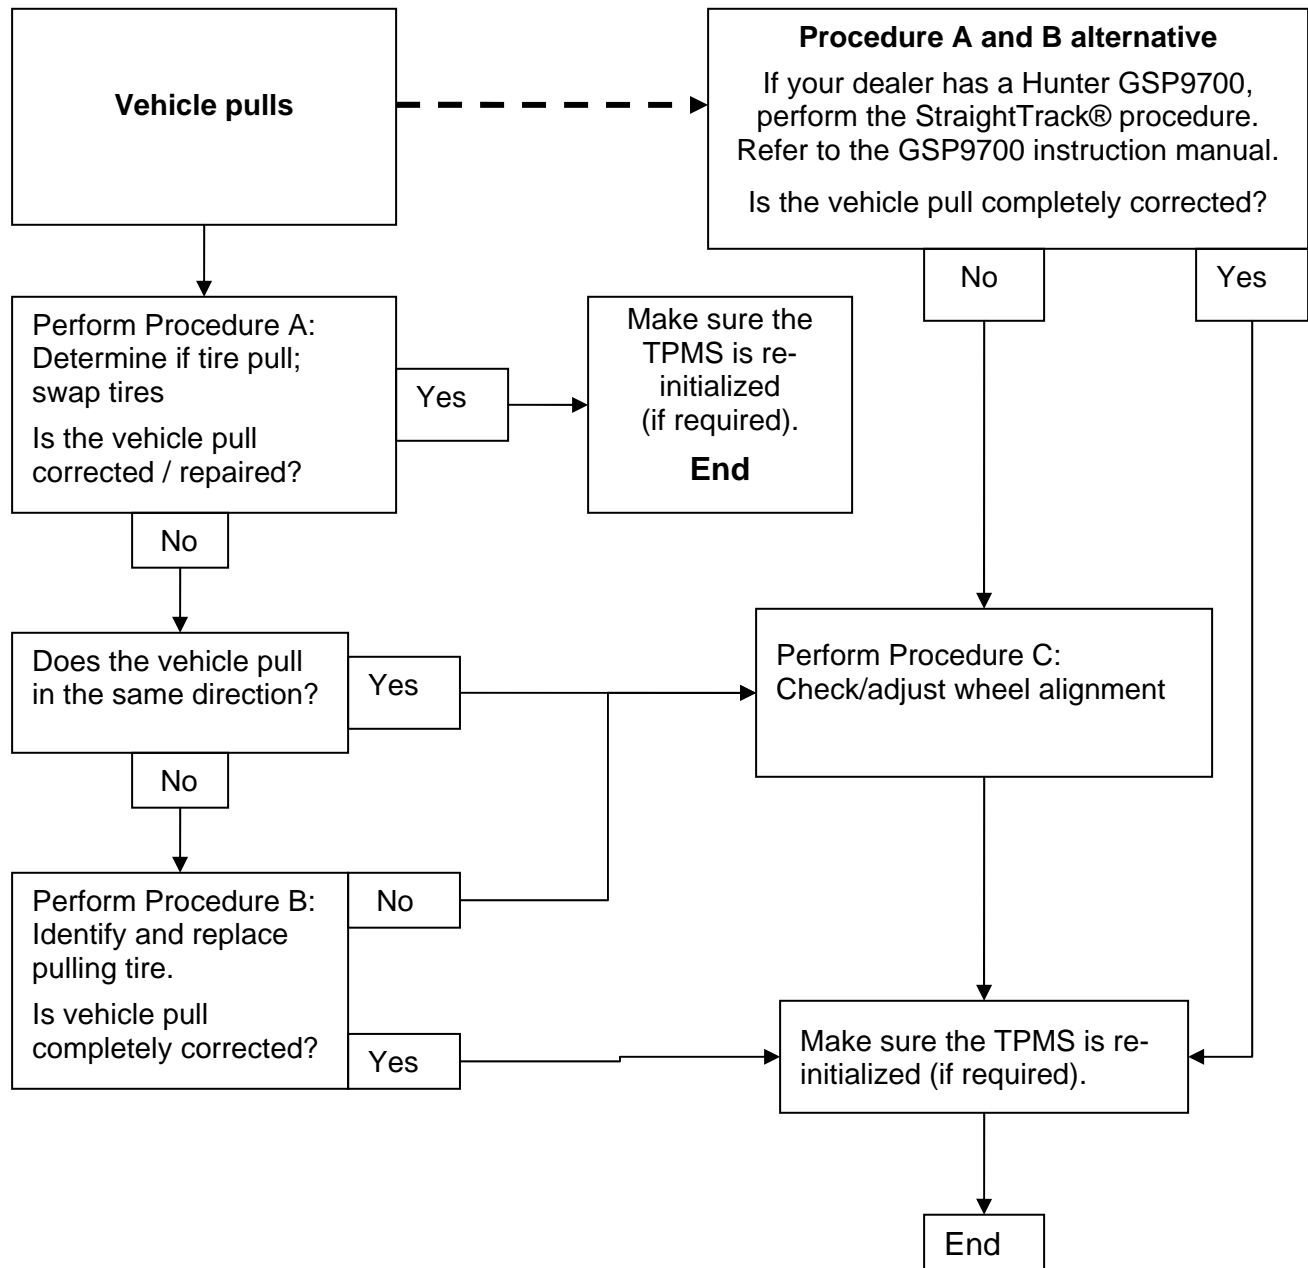 Vehicle pulls
Procedure A and B alternative
If your dealer has a Hunter GSP9700,
perform the StraightTrack® procedure.
Refer to the GSP9700 instruction manual.
Is the vehicle pull completely corrected?
No
Yes
Perform Procedure A:
Determine if tire pull;
swap tires
Is the vehicle pull
corrected / repaired?
Yes
Make sure the
TPMS is re-
initialized
(if required).
End
No
Does the vehicle pull
in the same direction?
Yes
Perform Procedure C:
Check/adjust wheel alignment
No
Perform Procedure B:
Identify and replace
pulling tire.
Is vehicle pull
completely corrected?
No
Yes
Make sure the TPMS is re-
initialized (if required).
End